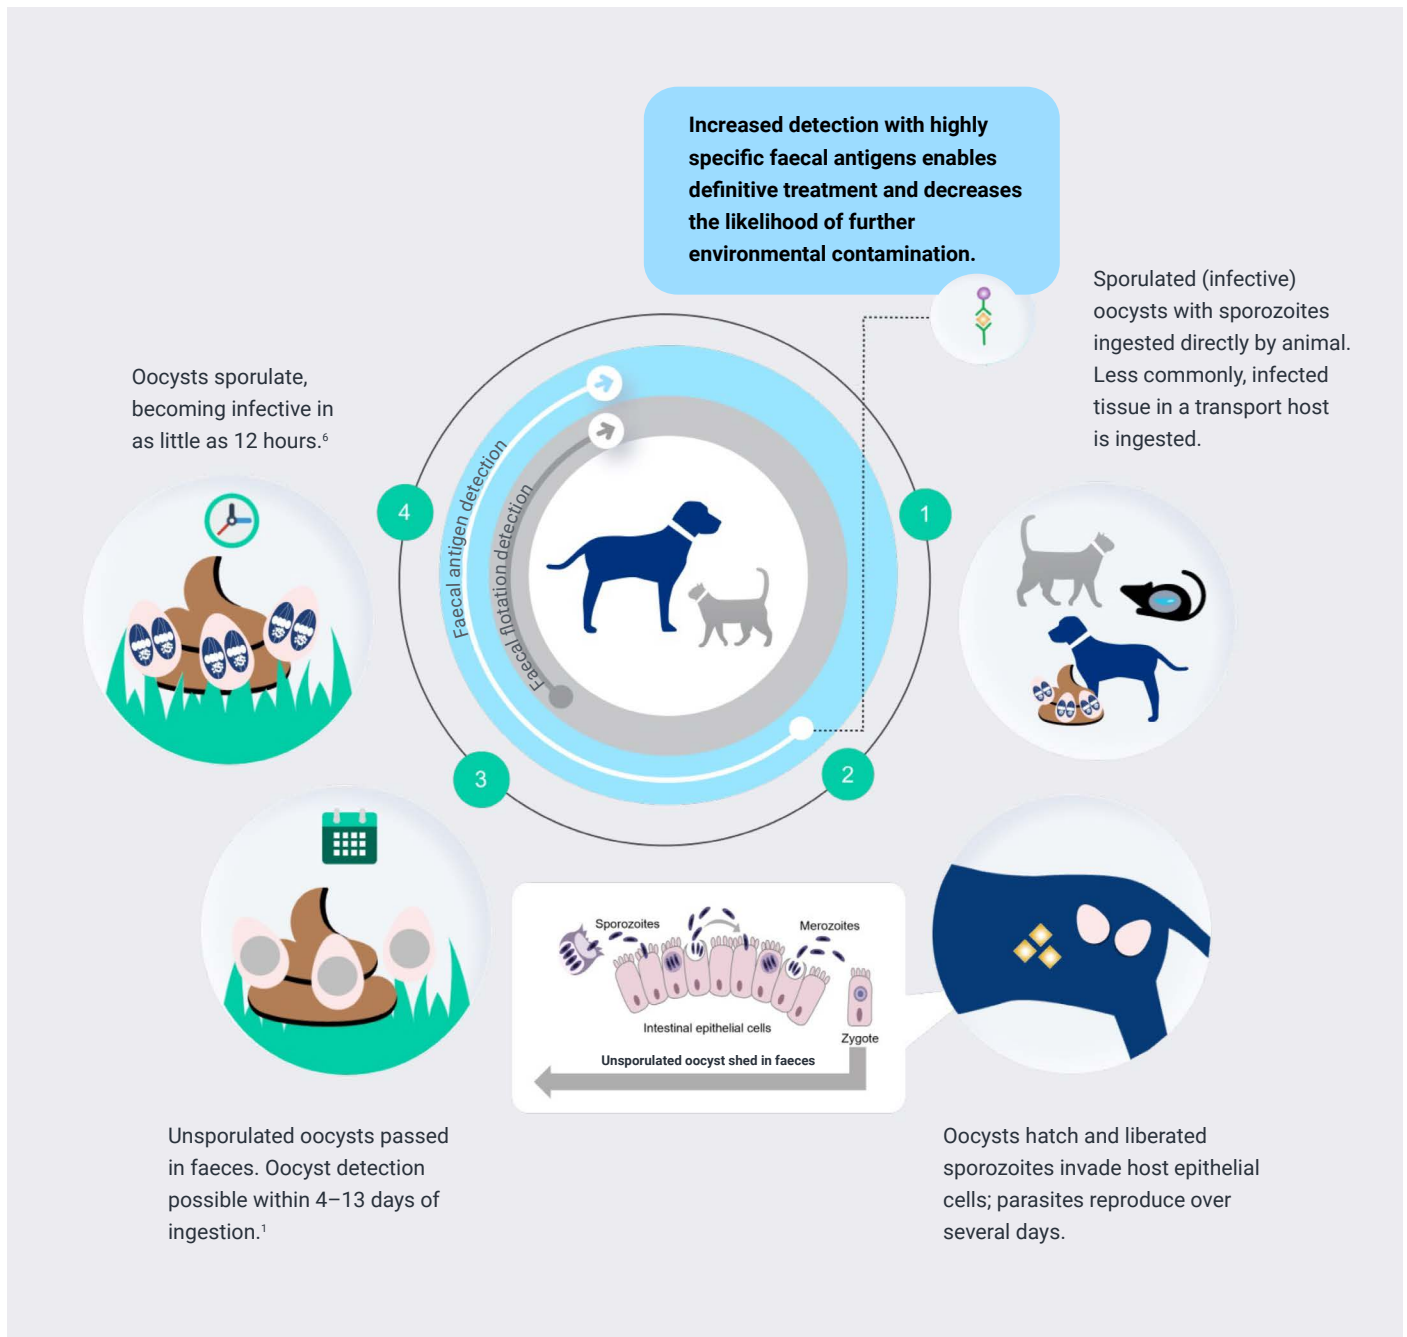 Increased detection with highly
specific faecal antigens enables
definitive treatment and decreases
the likelihood of further
environmental contamination.
Sporulated (infective)
oocysts with sporozoites
ingested directly by animal.
Less commonly, infected
tissue in a transport host
is ingested.
Oocysts sporulate,
becoming infective in
as little as 12 hours.⁶
Faecal antigen detection
Faecal flotation detection
1
2
3
4
Sporozoites
Merozoites
Intestinal epithelial cells
Zygote
Unsporulated oocyst shed in faeces
Unsporulated oocysts passed
in faeces. Oocyst detection
possible within 4–13 days of
ingestion.¹
Oocysts hatch and liberated
sporozoites invade host epithelial
cells; parasites reproduce over
several days.